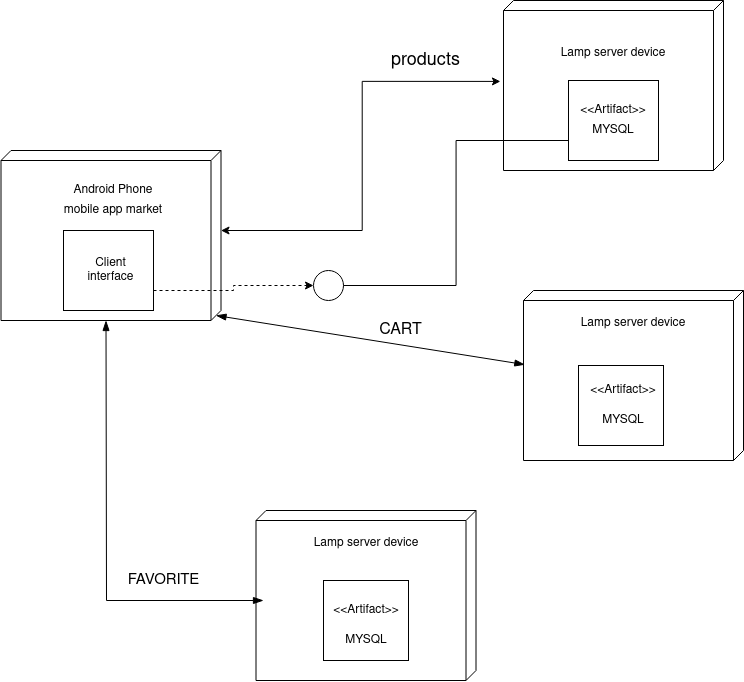 products
Lamp server device
<<Artifact>>
MYSQL
Android Phone
mobile app market
Client
interface
CART
Lamp server device
<<Artifact>>
MYSQL
FAVORITE
Lamp server device
<<Artifact>>
MYSQL